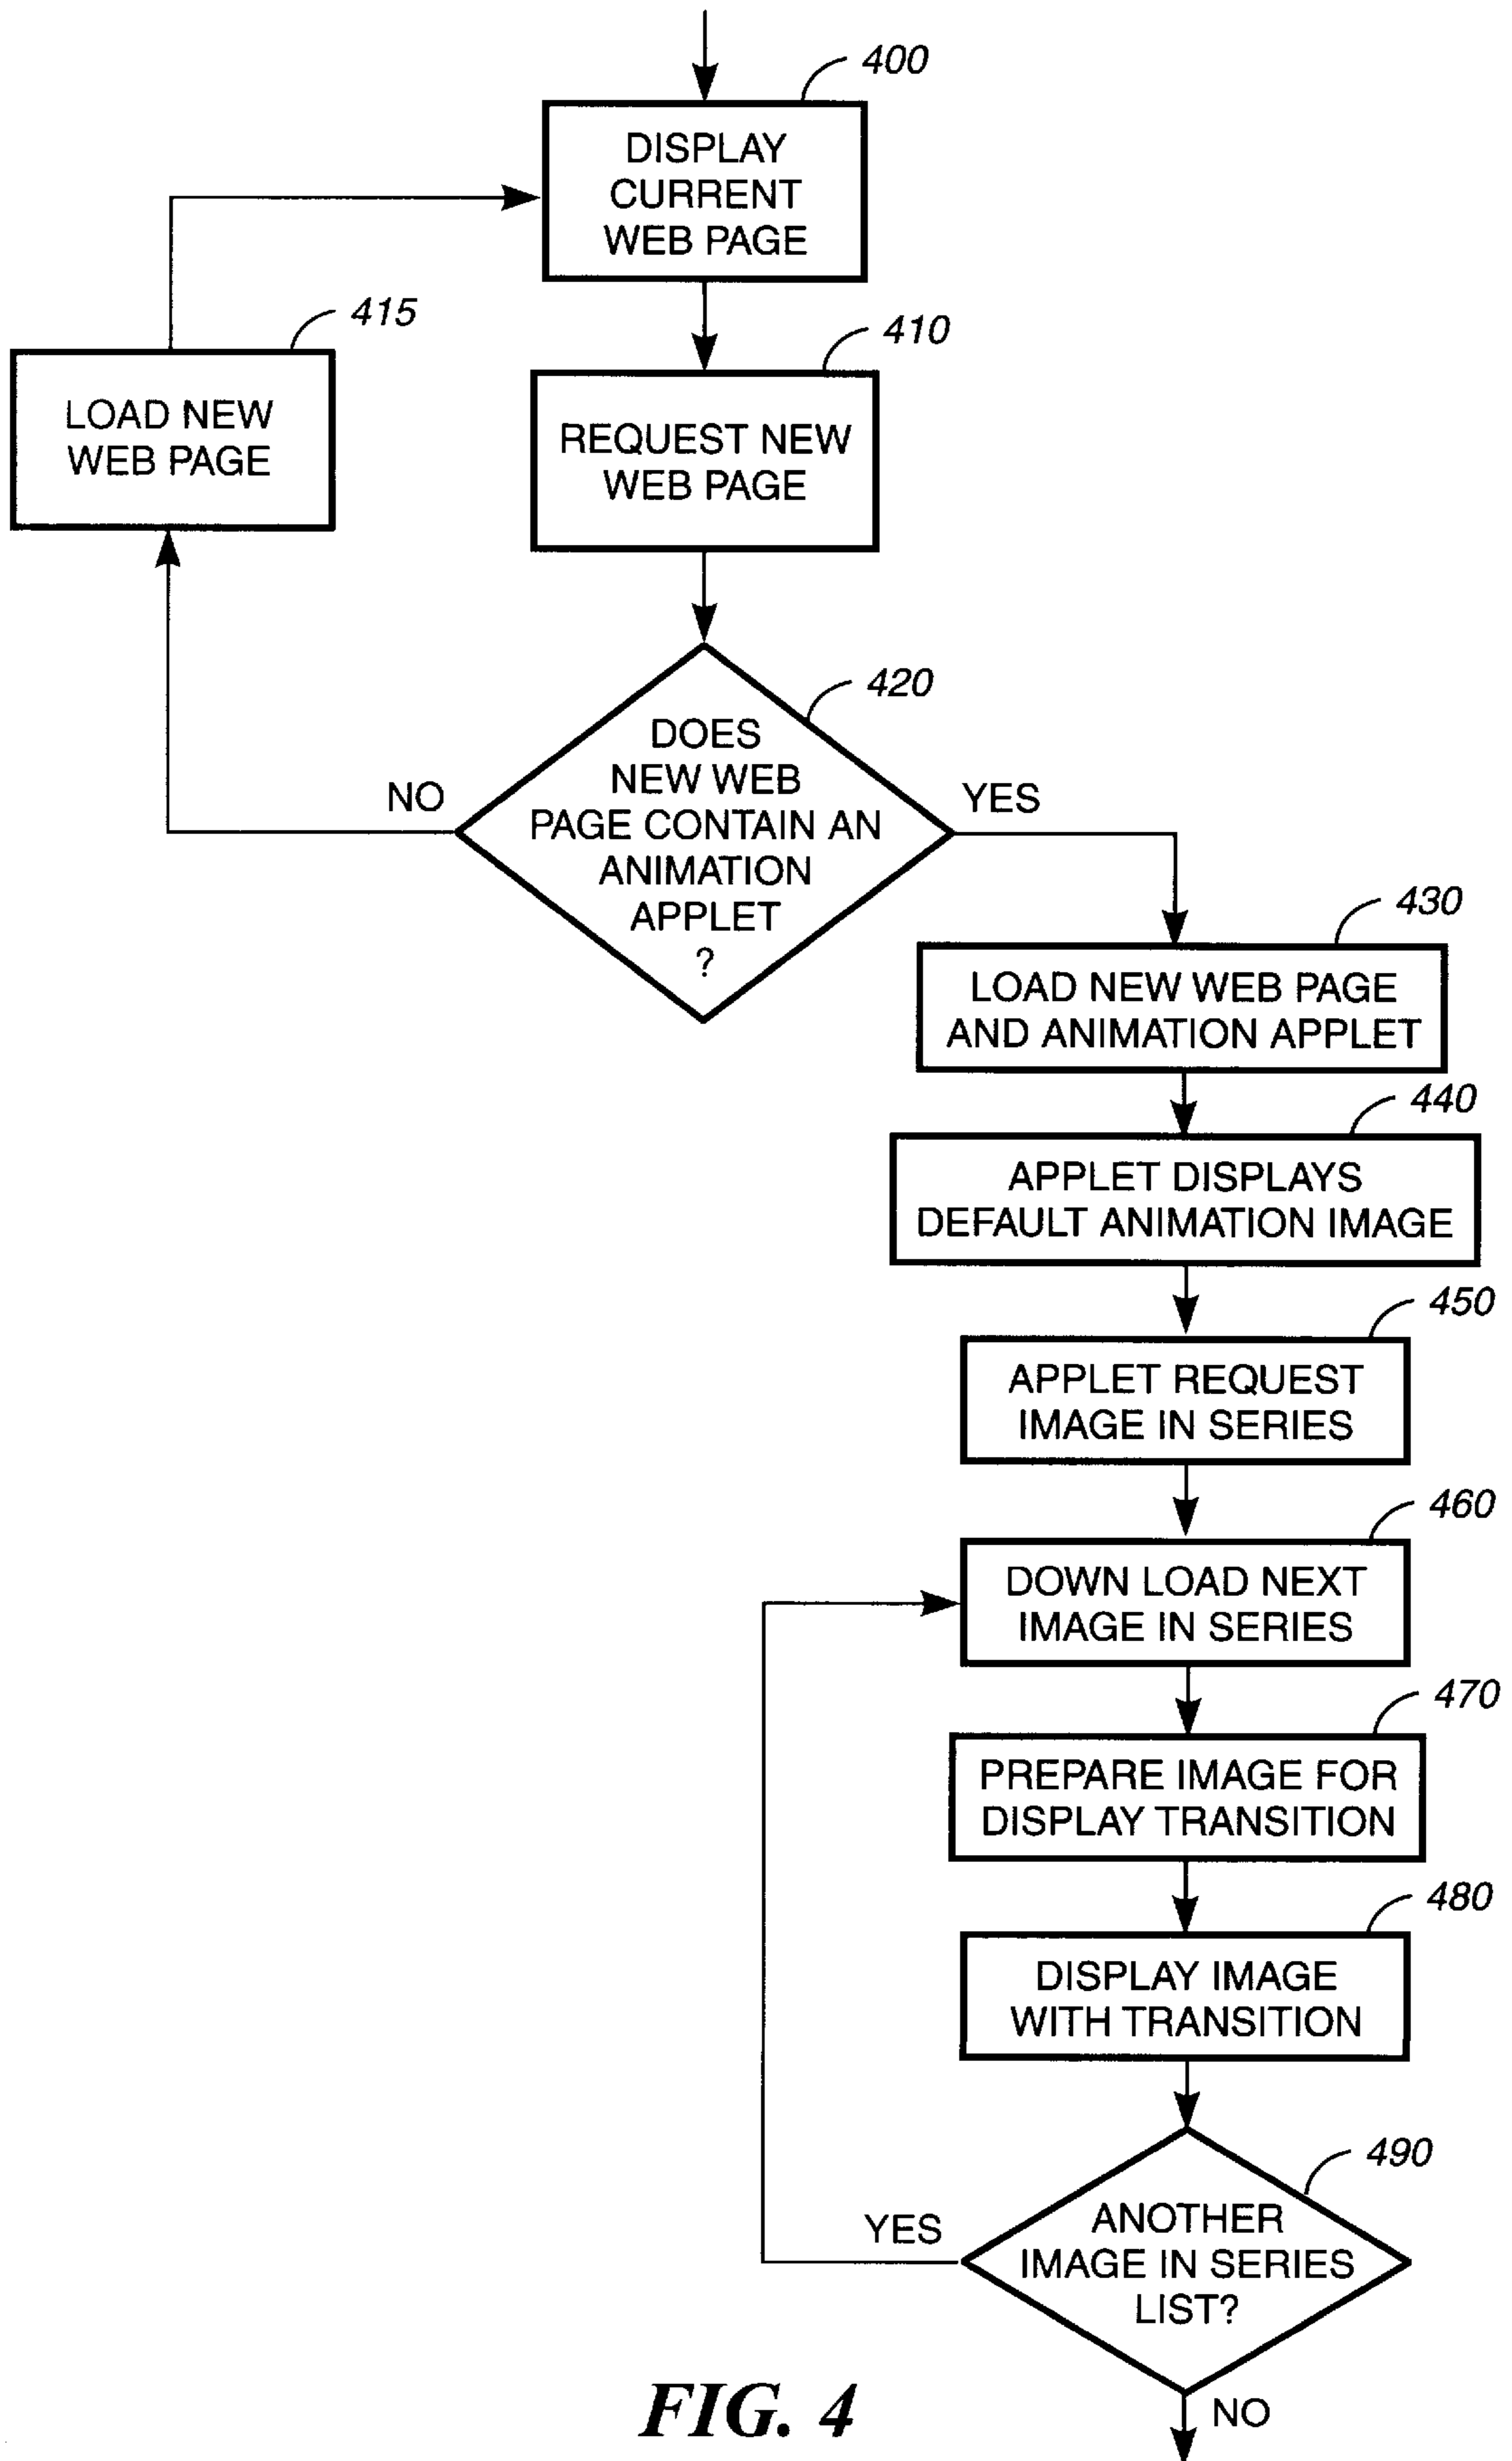 400
DISPLAY
CURRENT
WEB PAGE
415
LOAD NEW
WEB PAGE
410
REQUEST NEW
WEB PAGE
420
DOES
NEW WEB
PAGE CONTAIN AN
ANIMATION
APPLET
?
NO
YES
430
LOAD NEW WEB PAGE
AND ANIMATION APPLET
440
APPLET DISPLAYS
DEFAULT ANIMATION IMAGE
450
APPLET REQUEST
IMAGE IN SERIES
460
DOWN LOAD NEXT
IMAGE IN SERIES
470
PREPARE IMAGE FOR
DISPLAY TRANSITION
480
DISPLAY IMAGE
WITH TRANSITION
490
ANOTHER
IMAGE IN SERIES
LIST?
YES
NO
FIG. 4